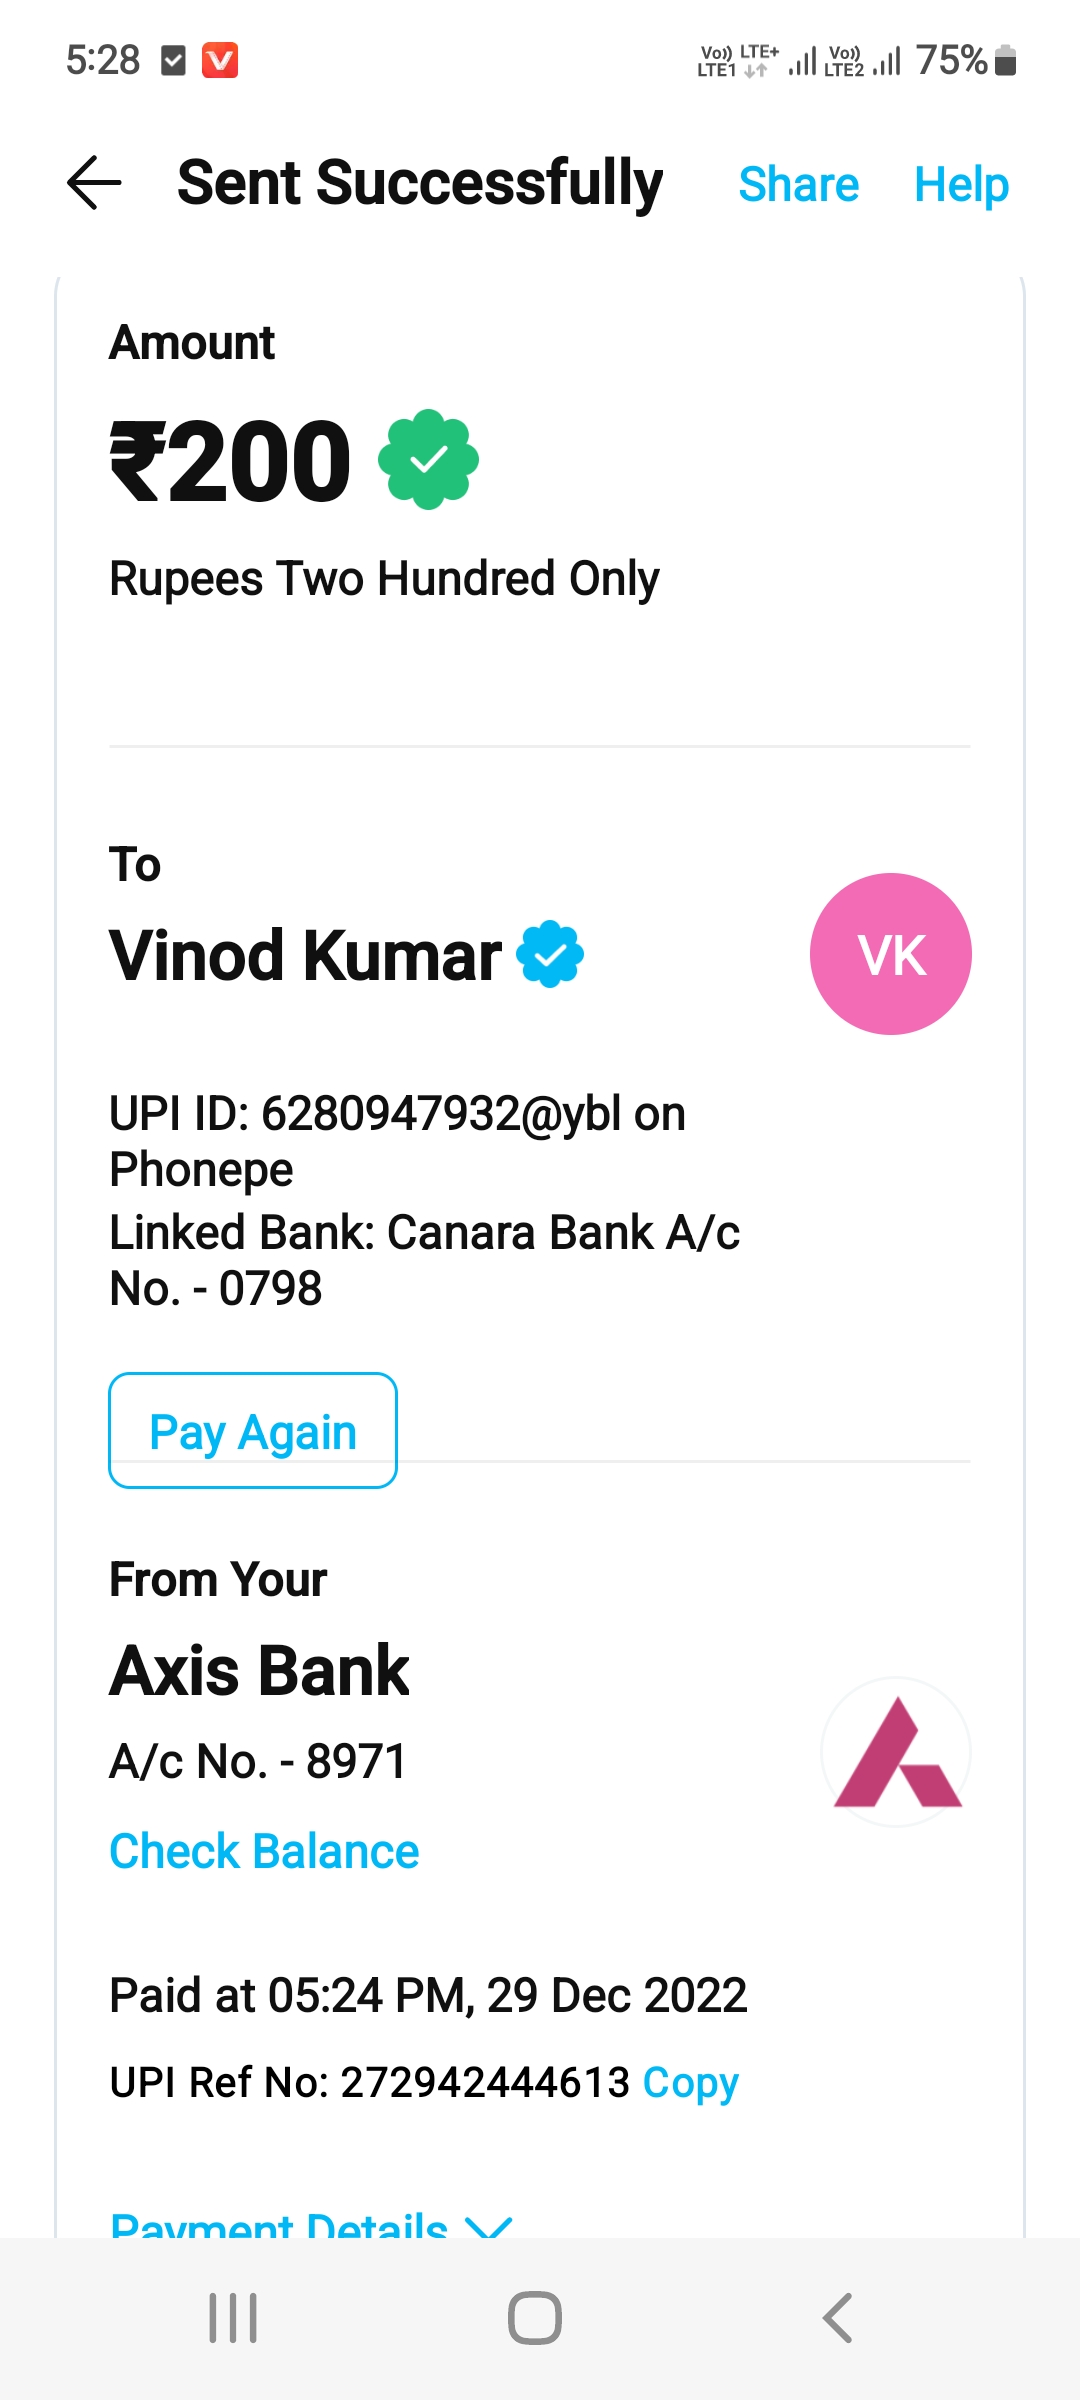 5:28
Vo)) LTE+ Vo)) 75%
LTE1 LTE2
Sent Successfully Share Help
Amount
₹200
Rupees Two Hundred Only
To
Vinod Kumar
VK
UPI ID: 6280947932@ybl on
Phonepe
Linked Bank: Canara Bank A/c
No. - 0798
Pay Again
From Your
Axis Bank
A/c No. - 8971
Check Balance
Paid at 05:24 PM, 29 Dec 2022
UPI Ref No: 272942444613 Copy
Payment Details